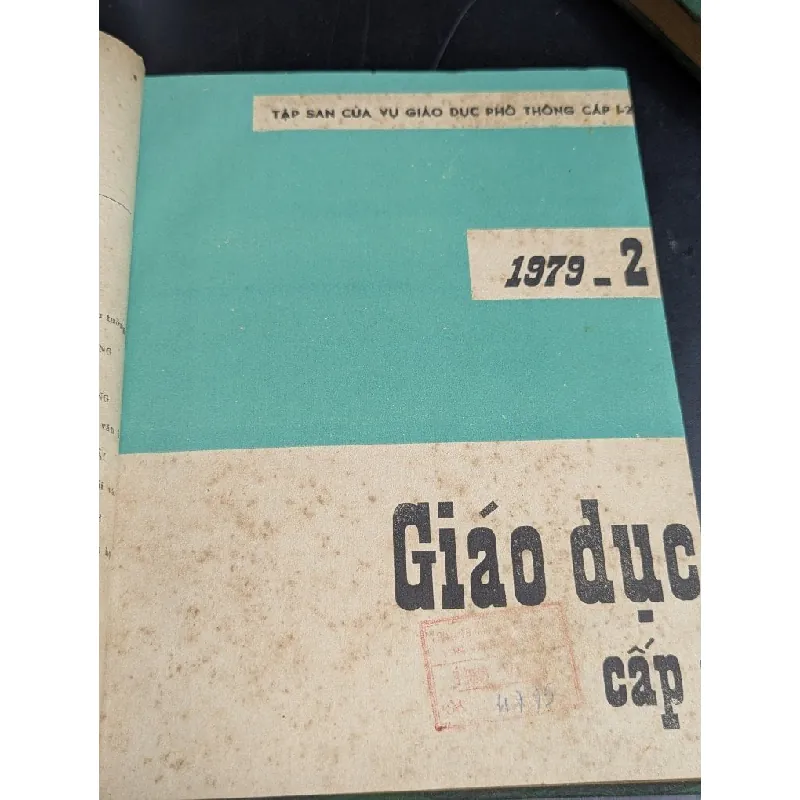 TẬP SAN CỦA VỤ GIÁO DỤC PHỔ THÔNG CẤP I-2
1979 - 2
Giáo dục
cấp